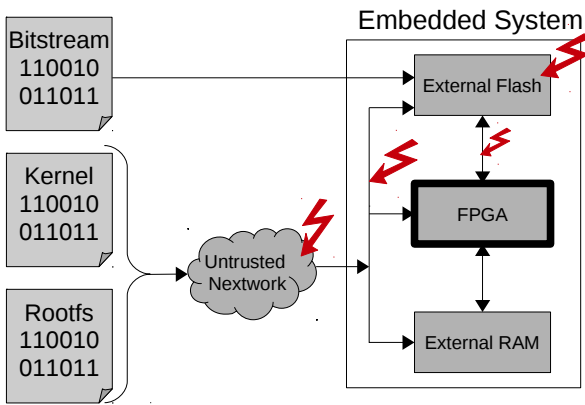 Embedded System
Bitstream
110010
011011
External Flash
Kernel
110010
011011
FPGA
Untrusted
Nextwork
Rootfs
110010
011011
External RAM